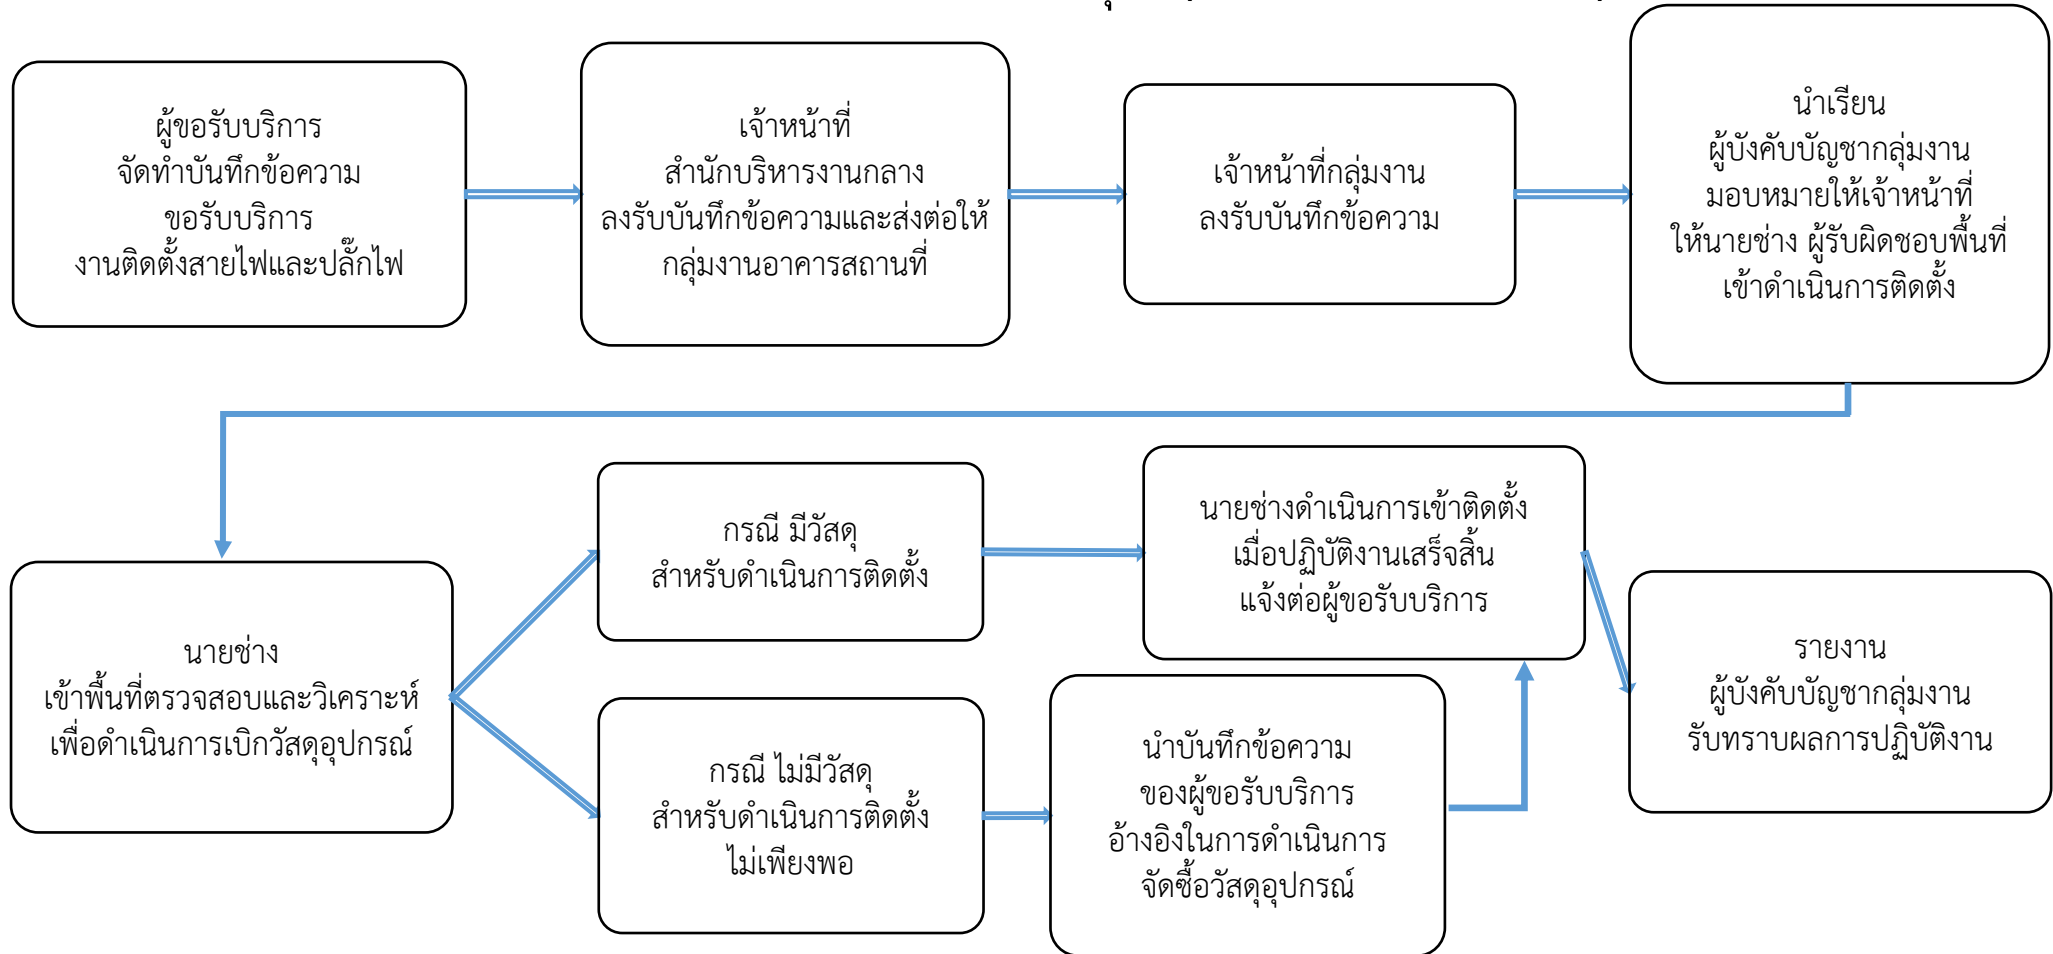 ผู้ขอรับบริการ
จัดทำบันทึกข้อความ
ขอรับบริการ
งานติดตั้งสายไฟและปลั๊กไฟ
เจ้าหน้าที่
สำนักบริหารงานกลาง
ลงรับบันทึกข้อความและส่งต่อให้
กลุ่มงานอาคารสถานที่
เจ้าหน้าที่กลุ่มงาน
ลงรับบันทึกข้อความ
นำเรียน
ผู้บังคับบัญชากลุ่มงาน
มอบหมายให้เจ้าหน้าที่
ให้นายช่าง ผู้รับผิดชอบพื้นที่
เข้าดำเนินการติดตั้ง
นายช่าง
เข้าพื้นที่ตรวจสอบและวิเคราะห์
เพื่อดำเนินการเบิกวัสดุอุปกรณ์
กรณี มีวัสดุ
สำหรับดำเนินการติดตั้ง
กรณี ไม่มีวัสดุ
สำหรับดำเนินการติดตั้ง
ไม่เพียงพอ
นำบันทึกข้อความ
ของผู้ขอรับบริการ
อ้างอิงในการดำเนินการ
จัดซื้อวัสดุอุปกรณ์
นายช่างดำเนินการเข้าติดตั้ง
เมื่อปฏิบัติงานเสร็จสิ้น
แจ้งต่อผู้ขอรับบริการ
รายงาน
ผู้บังคับบัญชากลุ่มงาน
รับทราบผลการปฏิบัติงาน